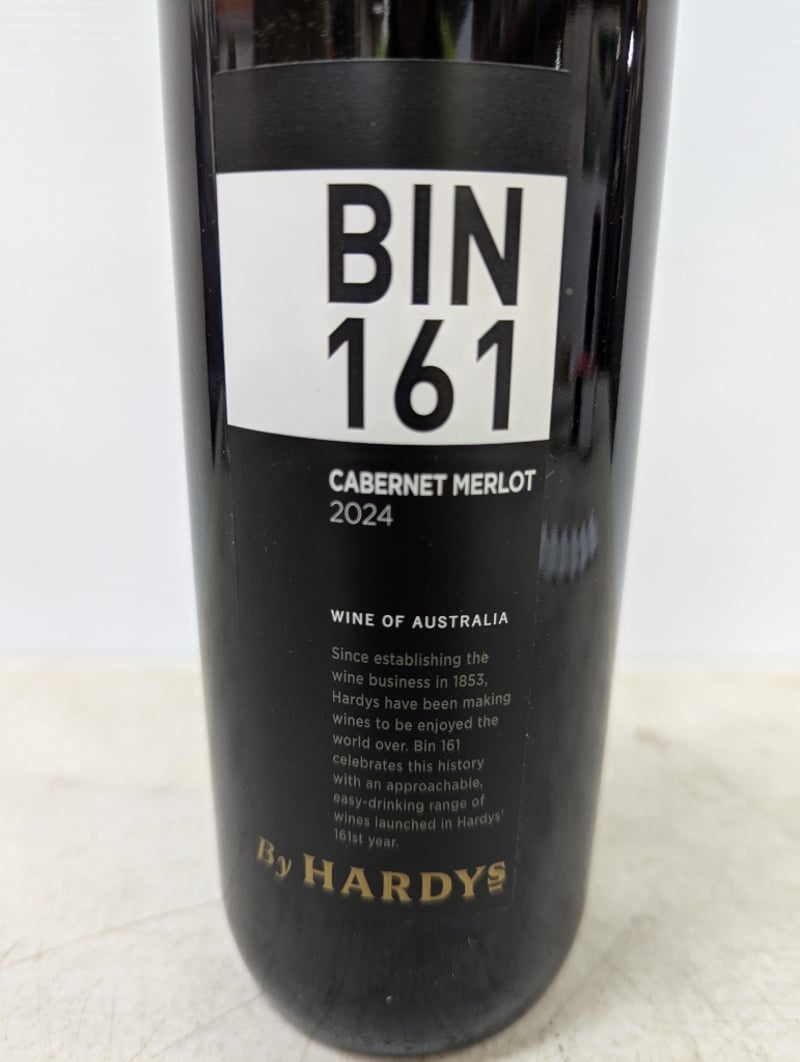 BIN
161
CABERNET MERLOT
2024
WINE OF AUSTRALIA
Since establishing the
wine business in 1853,
Hardys have been making
wines to be enjoyed the
world over. Bin 161
celebrates this history
with an approachable,
easy-drinking range of
wines launched in Hardys'
161st year.
By HARDYS